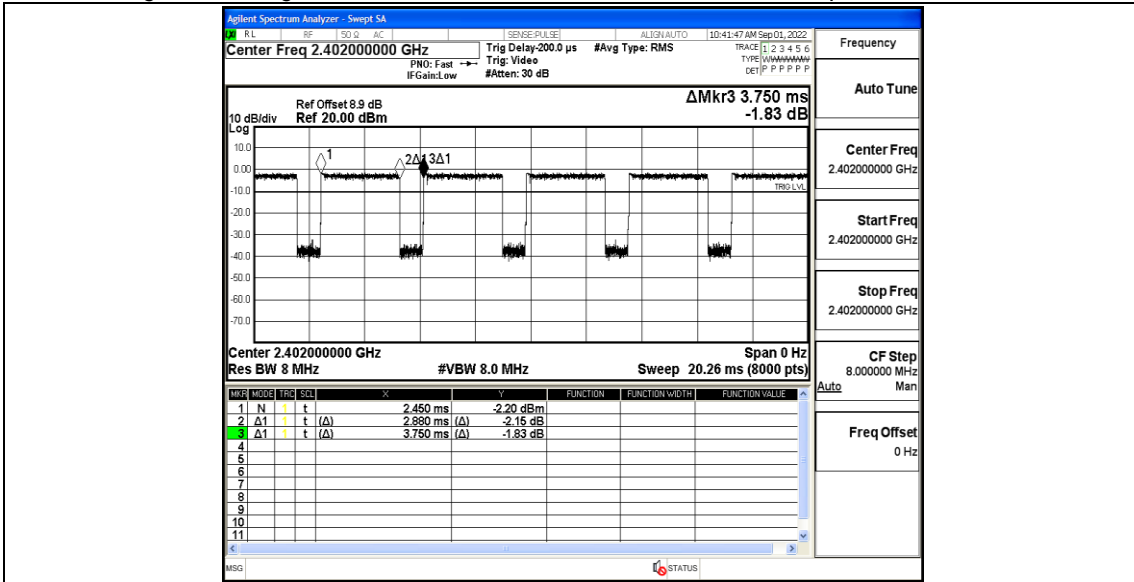 Agilent Spectrum Analyzer - Swept SA
LXI RL RF 50 Ω AC SENSE:PULSE ALIGN AUTO 10:41:47 AM Sep 01, 2022
Center Freq 2.402000000 GHz
PNO: Fast
IFGain:Low
Trig Delay-200.0 µs
Trig: Video
#Atten: 30 dB
#Avg Type: RMS
TRACE 1 2 3 4 5 6
TYPE
DET P P P P P P
Ref Offset 8.9 dB
10 dB/div Ref 20.00 dBm
Log
ΔMkr3 3.750 ms
-1.83 dB
10.0
0.00
-10.0
-20.0
-30.0
-40.0
-50.0
-60.0
-70.0
1
2Δ1
3Δ1
TRIG LVL
Center 2.402000000 GHz Span 0 Hz
Res BW 8 MHz #VBW 8.0 MHz Sweep 20.26 ms (8000 pts)
MKR MODE TRC SCL X Y FUNCTION FUNCTION WIDTH FUNCTION VALUE
1 N 1 t 2.450 ms -2.20 dBm
2 Δ1 1 t (Δ) 2.880 ms (Δ) -2.15 dB
3 Δ1 1 t (Δ) 3.750 ms (Δ) -1.83 dB
4
5
6
7
8
9
10
11
MSG STATUS
Frequency
Auto Tune
Center Freq
2.402000000 GHz
Start Freq
2.402000000 GHz
Stop Freq
2.402000000 GHz
CF Step
8.000000 MHz
Auto Man
Freq Offset
0 Hz